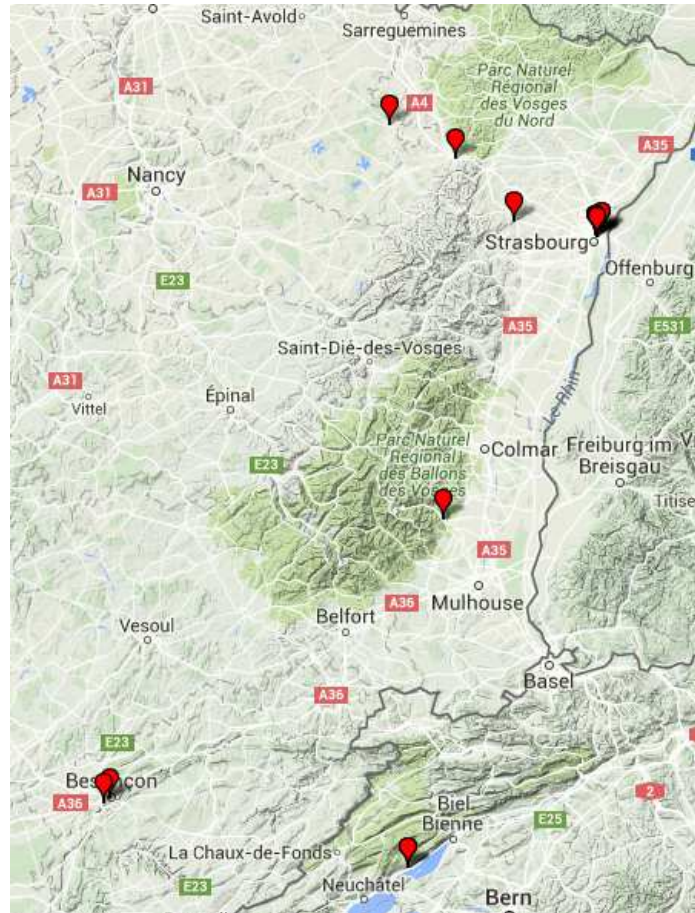 Saint-Avold
Sarreguemines
Parc Naturel
Régional
des Vosges
du Nord
A31
A4
A35
Nancy
A31
Strasbourg
E23
Offenburg
A35
E531
Saint-Dié-des-Vosges
A31
Vittel
Épinal
Le Rhin
Parc Naturel
Régional
des Ballons
des Vosges
Colmar
Freiburg im
Breisgau
E23
Titise
A35
A36
Mulhouse
Belfort
Vesoul
Basel
A36
E23
Besançon
A36
Biel
Bienne
2
E25
La Chaux-de-Fonds
E23
Neuchâtel
Bern